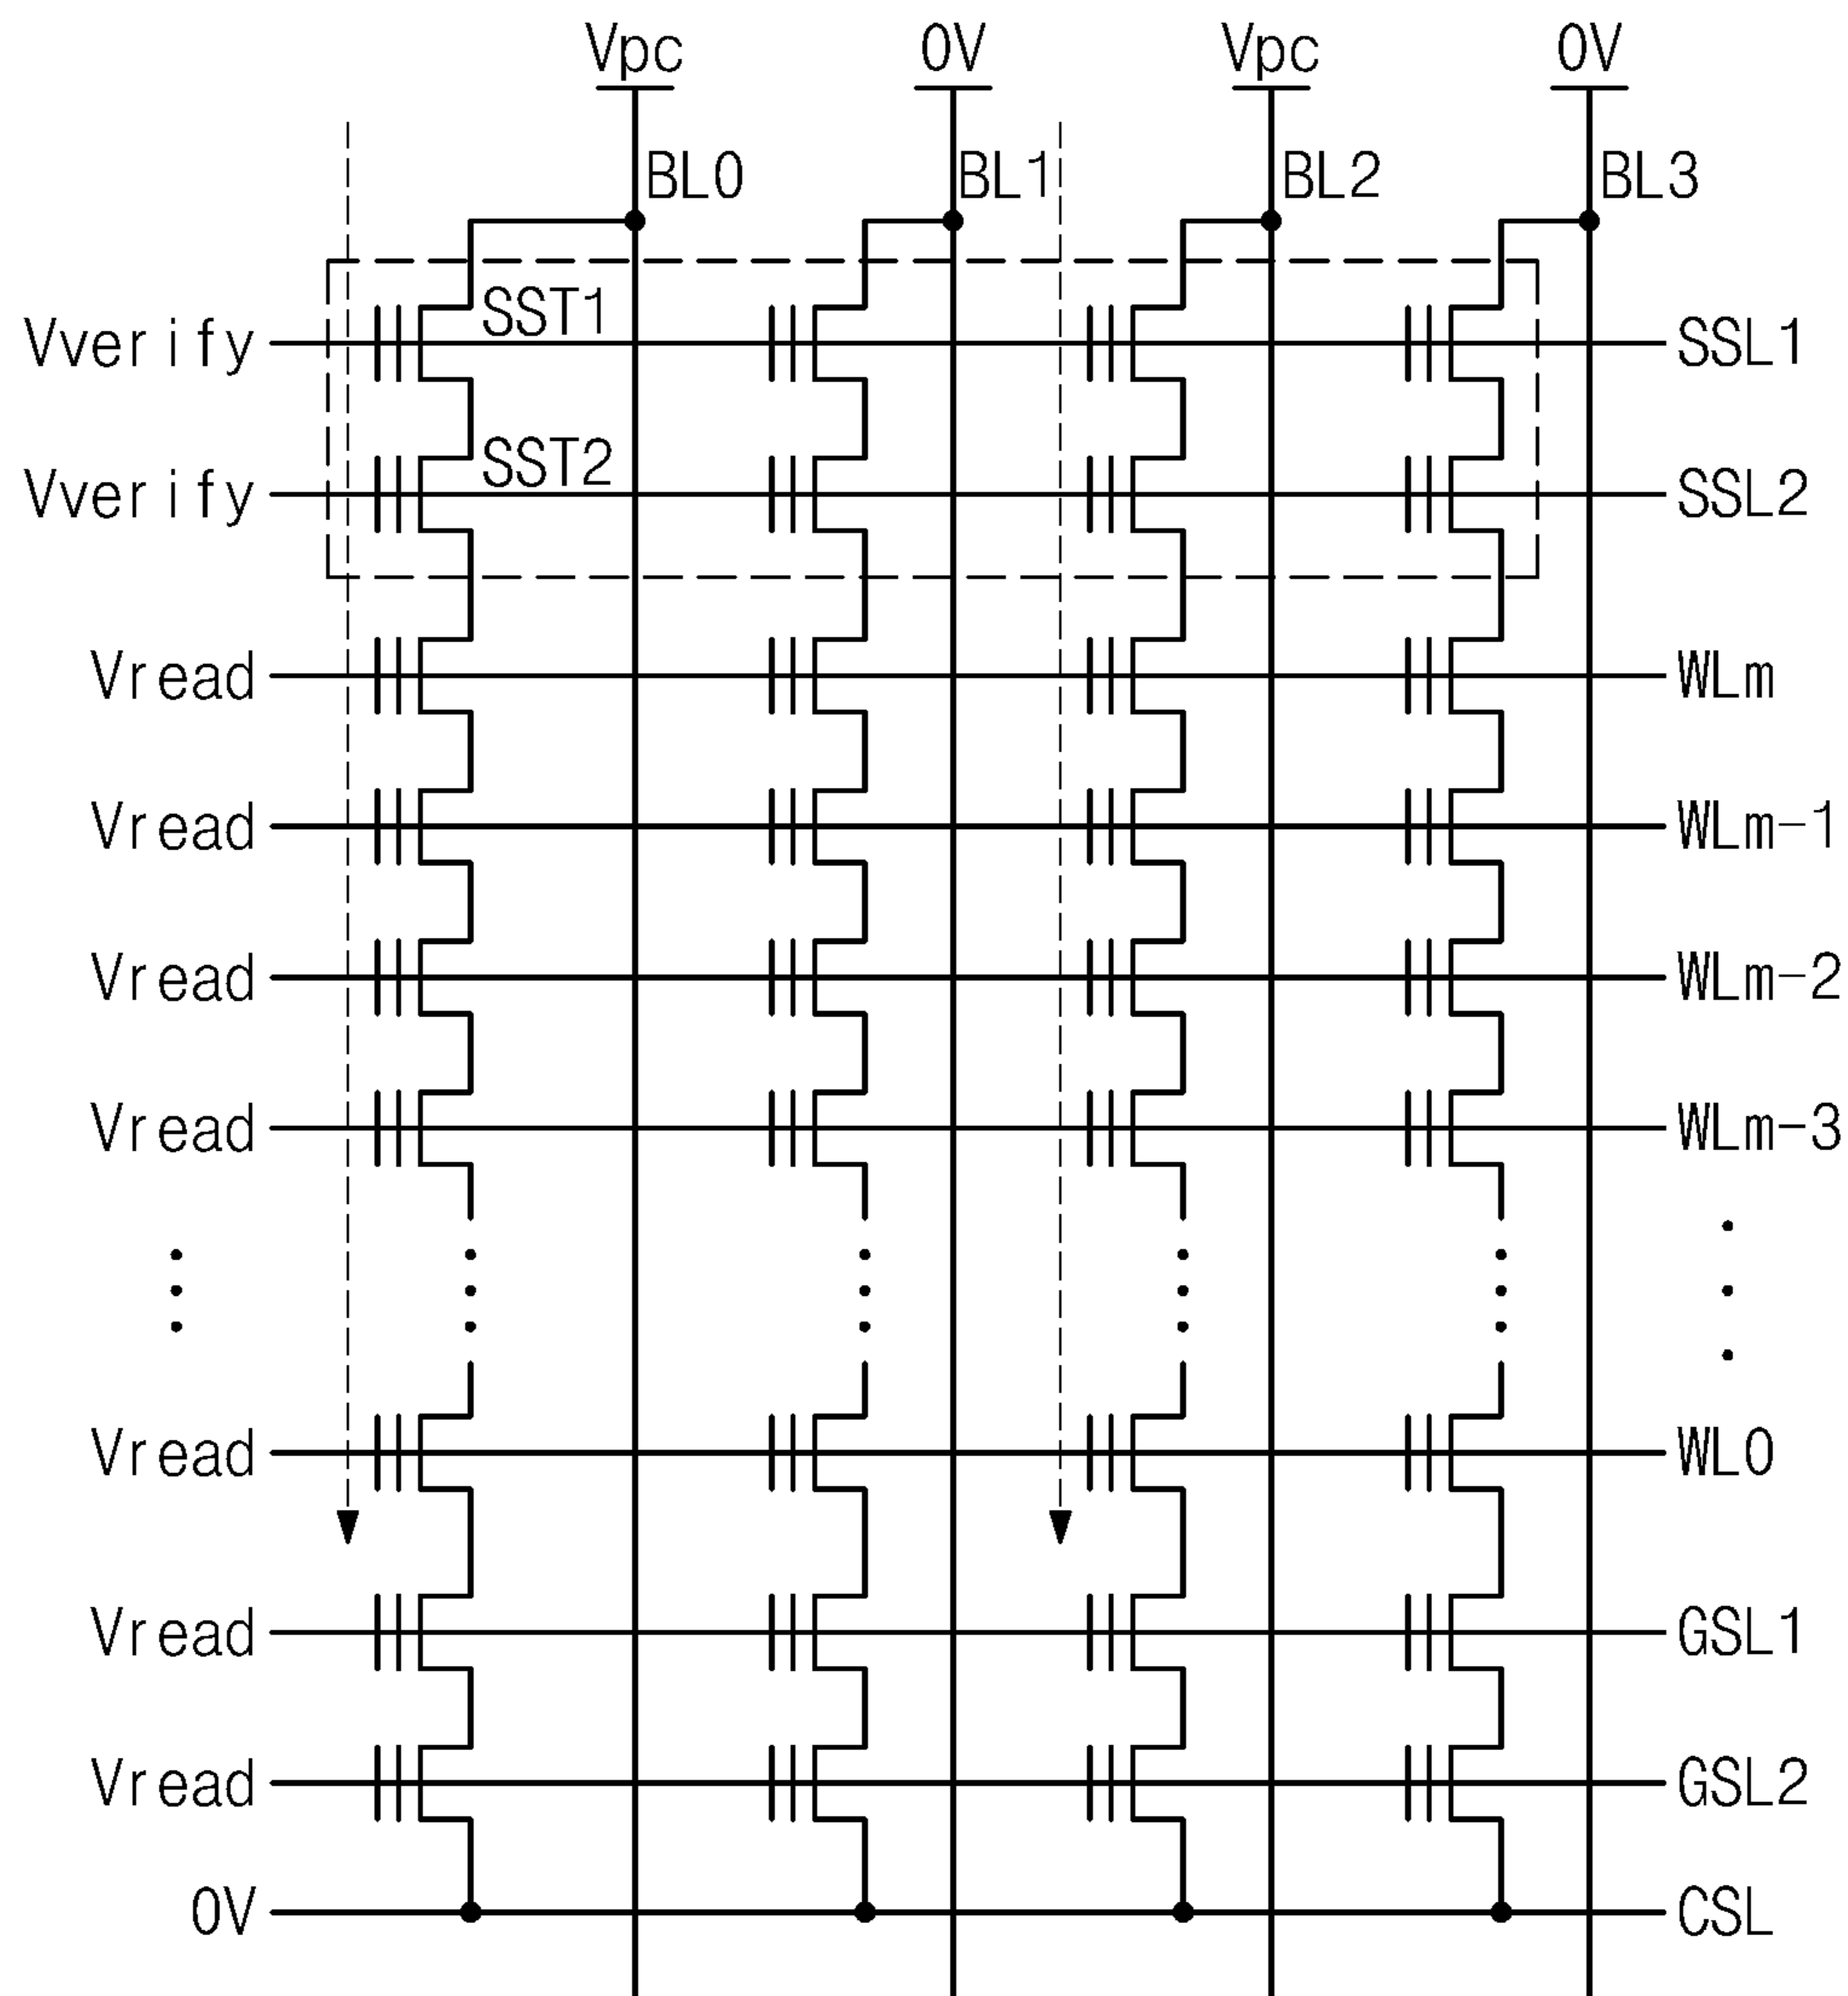 Vpc 0V Vpc 0V
BL0 BL1 BL2 BL3
SST1
Vverify SSL1
SST2
Vverify SSL2
Vread WLm
Vread WLm-1
Vread WLm-2
Vread WLm-3
Vread WL0
Vread GSL1
Vread GSL2
0V CSL